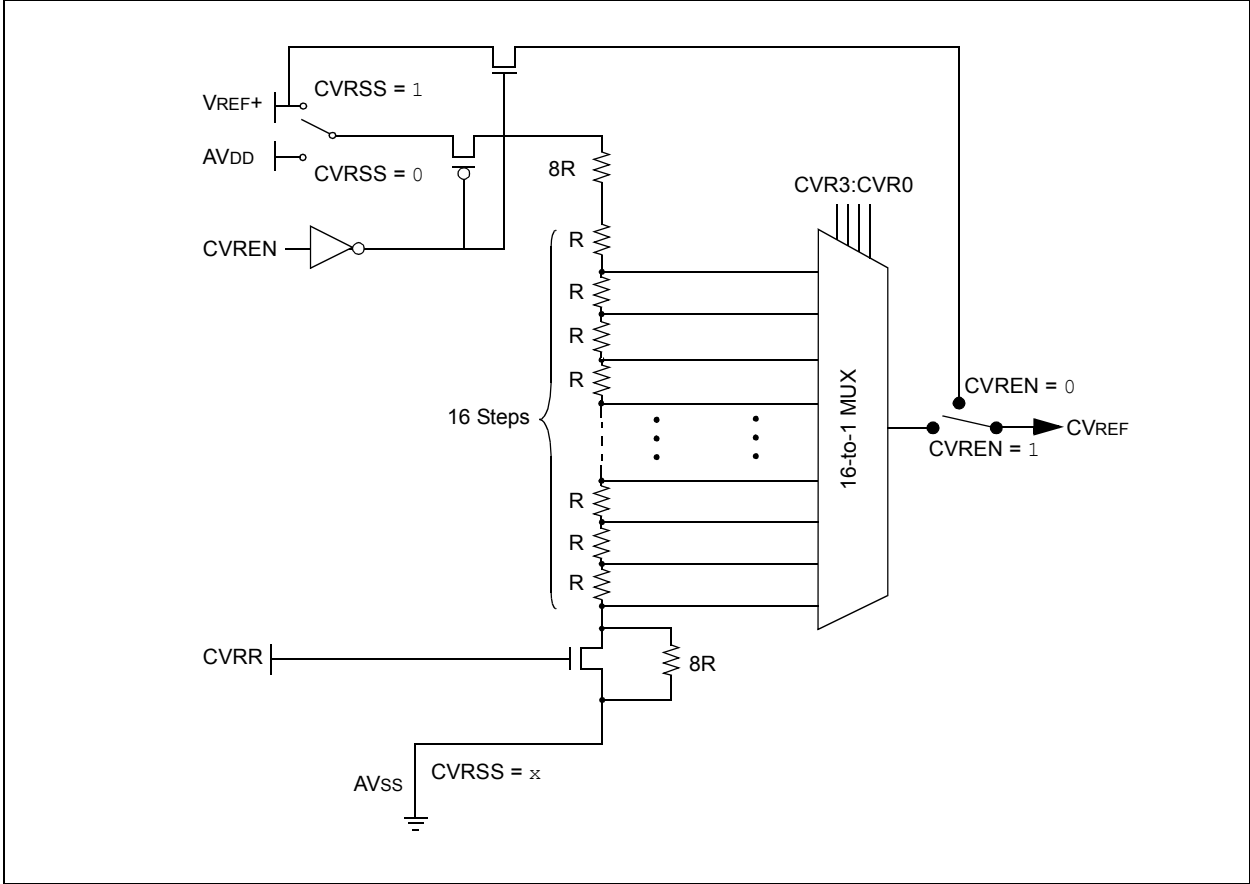 CVRSS = 1
VREF+
AVDD
CVRSS = 0
8R
CVR3:CVR0
CVREN
R
R
R
R
16 Steps
16-to-1 MUX
CVREN = 0
CVREF
CVREN = 1
R
R
R
CVRR
8R
CVRSS = x
AVSS